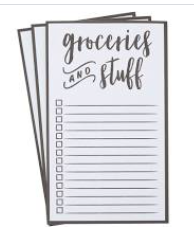 groceries
AND stuff